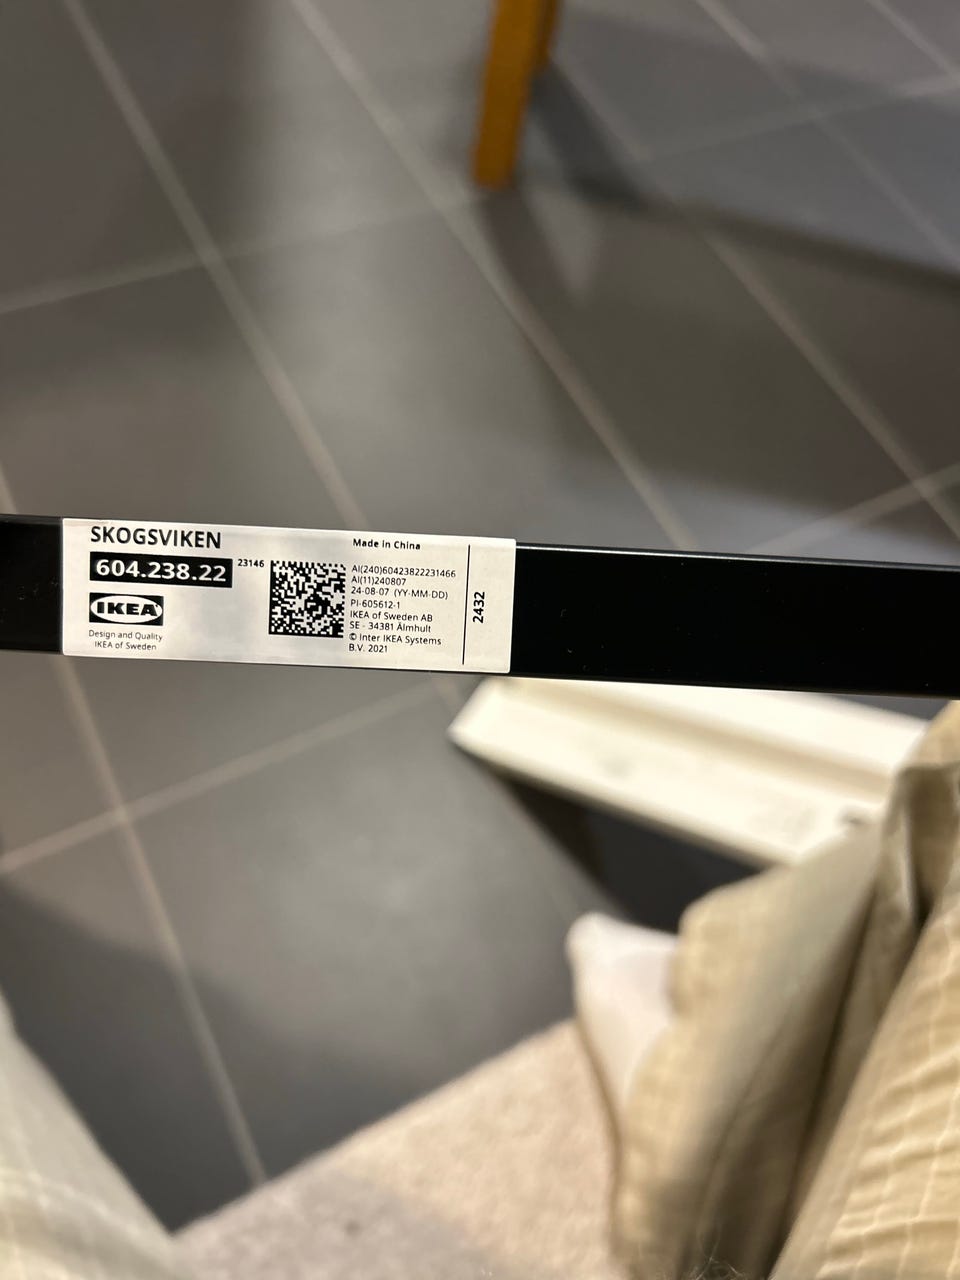 SKOGSVIKEN
604.238.22
23146
IKEA
Design and Quality
IKEA of Sweden
Made in China
AI(240)60423822231466
AI(11)240807
24-08-07 (YY-MM-DD)
PI-605612-1
IKEA of Sweden AB
SE - 34381 Älmhult
© Inter IKEA Systems
B.V. 2021
2432